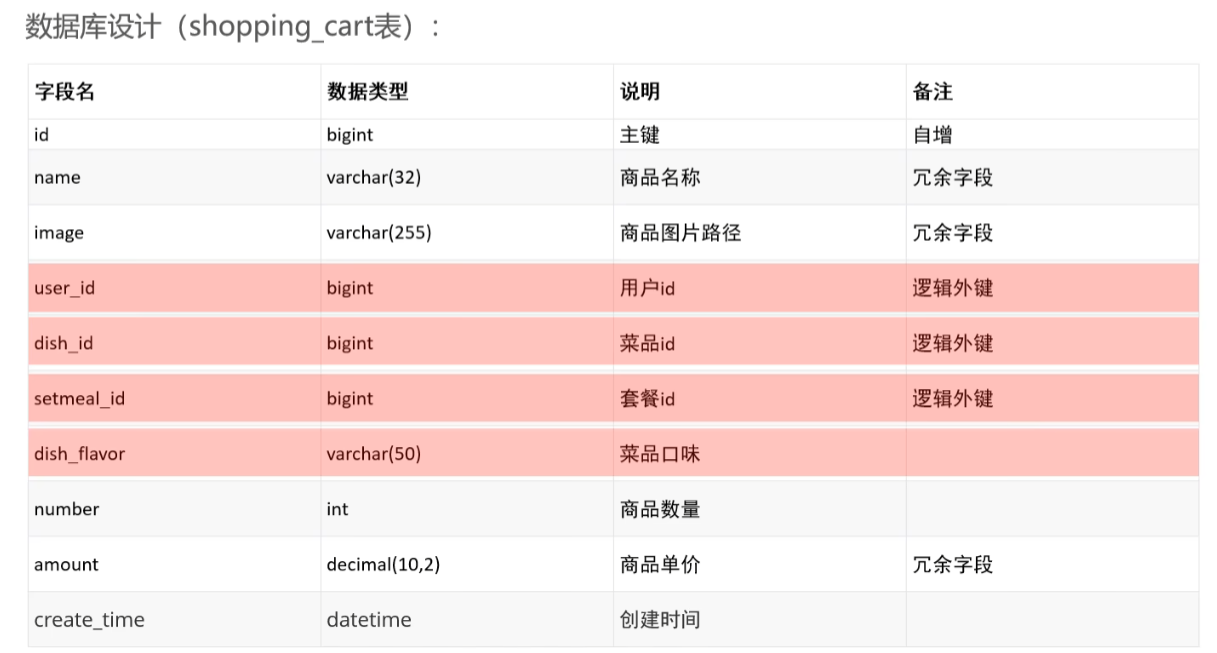 数据库设计（shopping_cart表）：
字段名 数据类型 说明 备注
id bigint 主键 自增
name varchar(32) 商品名称 冗余字段
image varchar(255) 商品图片路径 冗余字段
user_id bigint 用户id 逻辑外键
dish_id bigint 菜品id 逻辑外键
setmeal_id bigint 套餐id 逻辑外键
dish_flavor varchar(50) 菜品口味
number int 商品数量
amount decimal(10,2) 商品单价 冗余字段
create_time datetime 创建时间